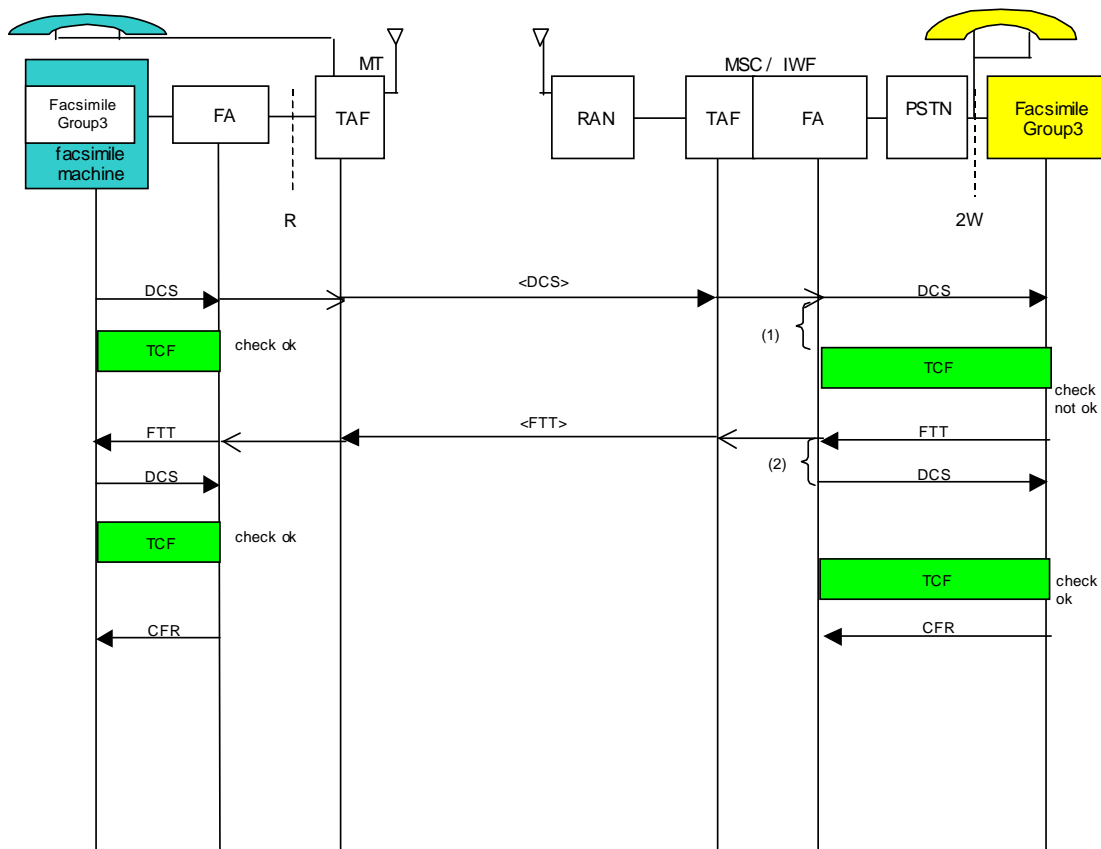 MT
MSC / IWF
Facsimile
Group3
facsimile
machine
FA
TAF
RAN
TAF
FA
PSTN
Facsimile
Group3
R
2W
DCS
<DCS>
DCS
(1)
TCF
check ok
TCF
check
not ok
FTT
<FTT>
FTT
(2)
DCS
DCS
TCF
check ok
TCF
check
ok
CFR
CFR